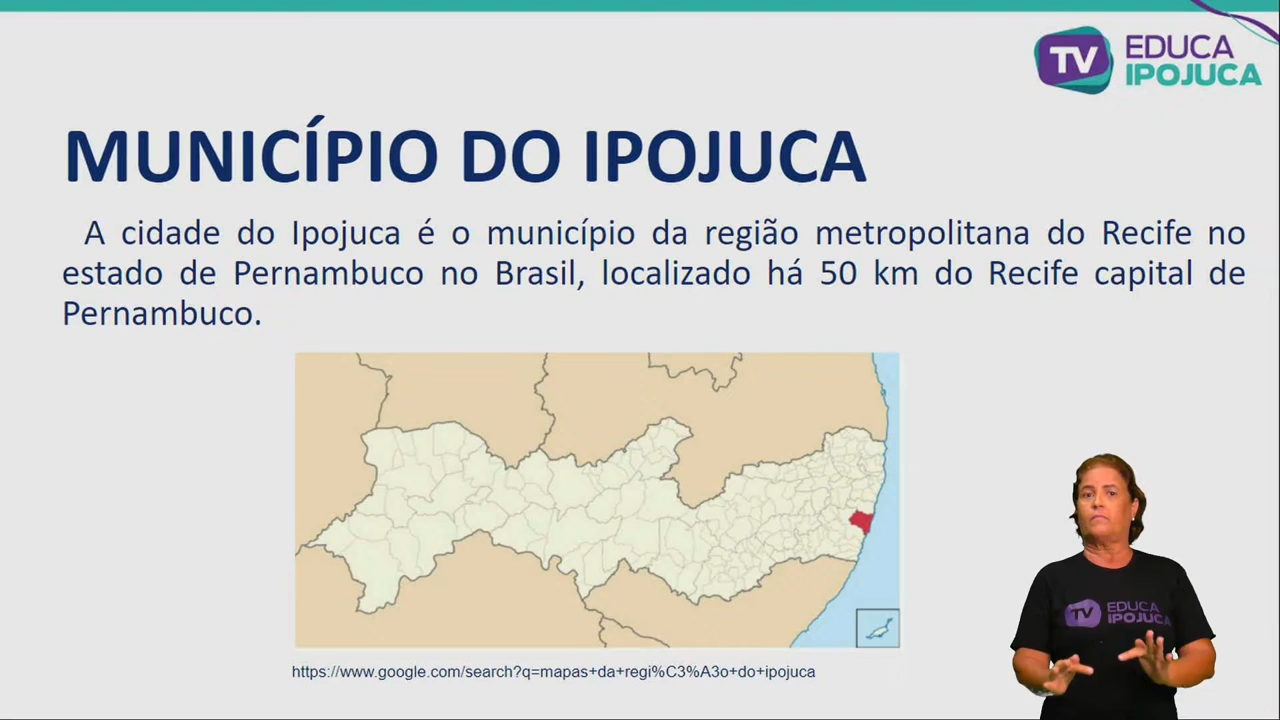 TV EDUCA
IPOJUCA
MUNICÍPIO DO IPOJUCA
A cidade do Ipojuca é o município da região metropolitana do Recife no
estado de Pernambuco no Brasil, localizado há 50 km do Recife capital de
Pernambuco.
https://www.google.com/search?q=mapas+da+regi%C3%A3o+do+ipojuca
TV EDUCA
IPOJUCA